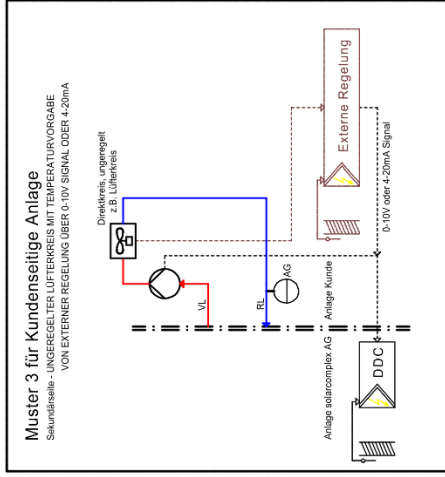 Muster 3 für Kundenseitige Anlage
Sekundärseite - UNGEREGELTER LÜFTERKREIS MIT TEMPERATURVORGABE
VON EXTERNER REGELUNG ÜBER 0-10V SIGNAL ODER 4-20mA
Direktkreis, ungeregelt
z.B. Lüfterkreis
Externe Regelung
VL
RL
AG
0-10V oder 4-20mA Signal
Anlage Kunde
Anlage solarcomplex AG
DDC